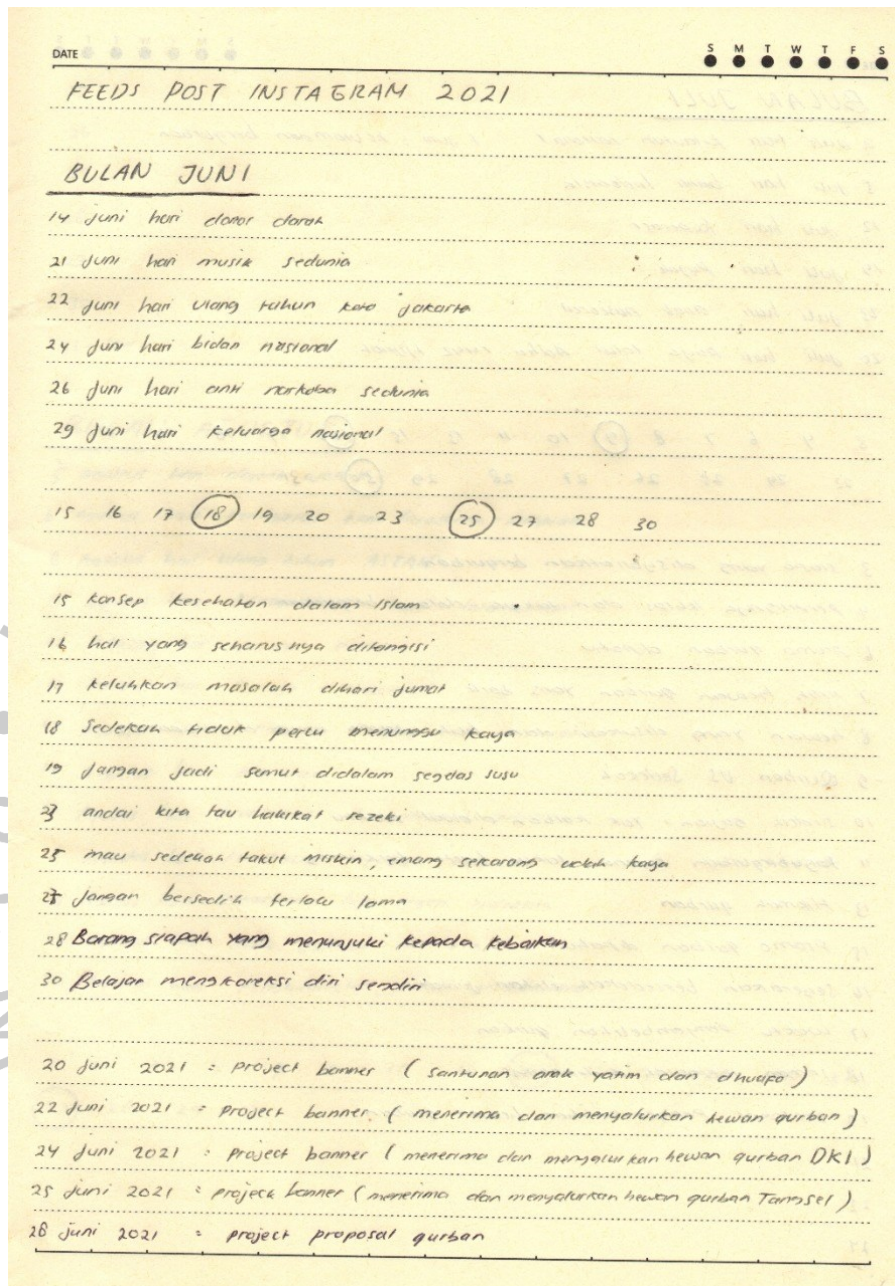 DATE S M T W T F S
FEEDS POST INSTAGRAM 2021
BULAN JUNI
14 juni hari donor darah
21 juni hari musik sedunia
22 juni hari ulang tahun kota jakarta
24 juni hari bidan nasional
26 juni hari anti narkoba sedunia
29 juni hari keluarga nasional
15 16 17 18 19 20 23 25 27 28 30
15 konsep kesehatan dalam islam
16 hal yang seharusnya ditangisi
17 keluhkan masalah dihari jumat
18 Sedekah tidak perlu menunggu kaya
19 jangan jadi semut didalam segelas susu
23 andai kita tau hakikat rezeki
25 mau sedekah takut miskin, emang sekarang udah kaya
27 jangan bersedih terlalu lama
28 Barang siapah yang menunjuki kepada kebaikan
30 Belajar mengkoreksi diri sendiri
20 juni 2021 : project banner ( santunan anak yatim dan dhuafa )
22 juni 2021 : project banner ( menerima dan menyalurkan hewan qurban )
24 juni 2021 : project banner ( menerima dan menyalurkan hewan qurban DKI )
25 juni 2021 : project banner ( menerima dan menyalurkan hewan qurban Tangsel )
28 juni 2021 : project proposal qurban